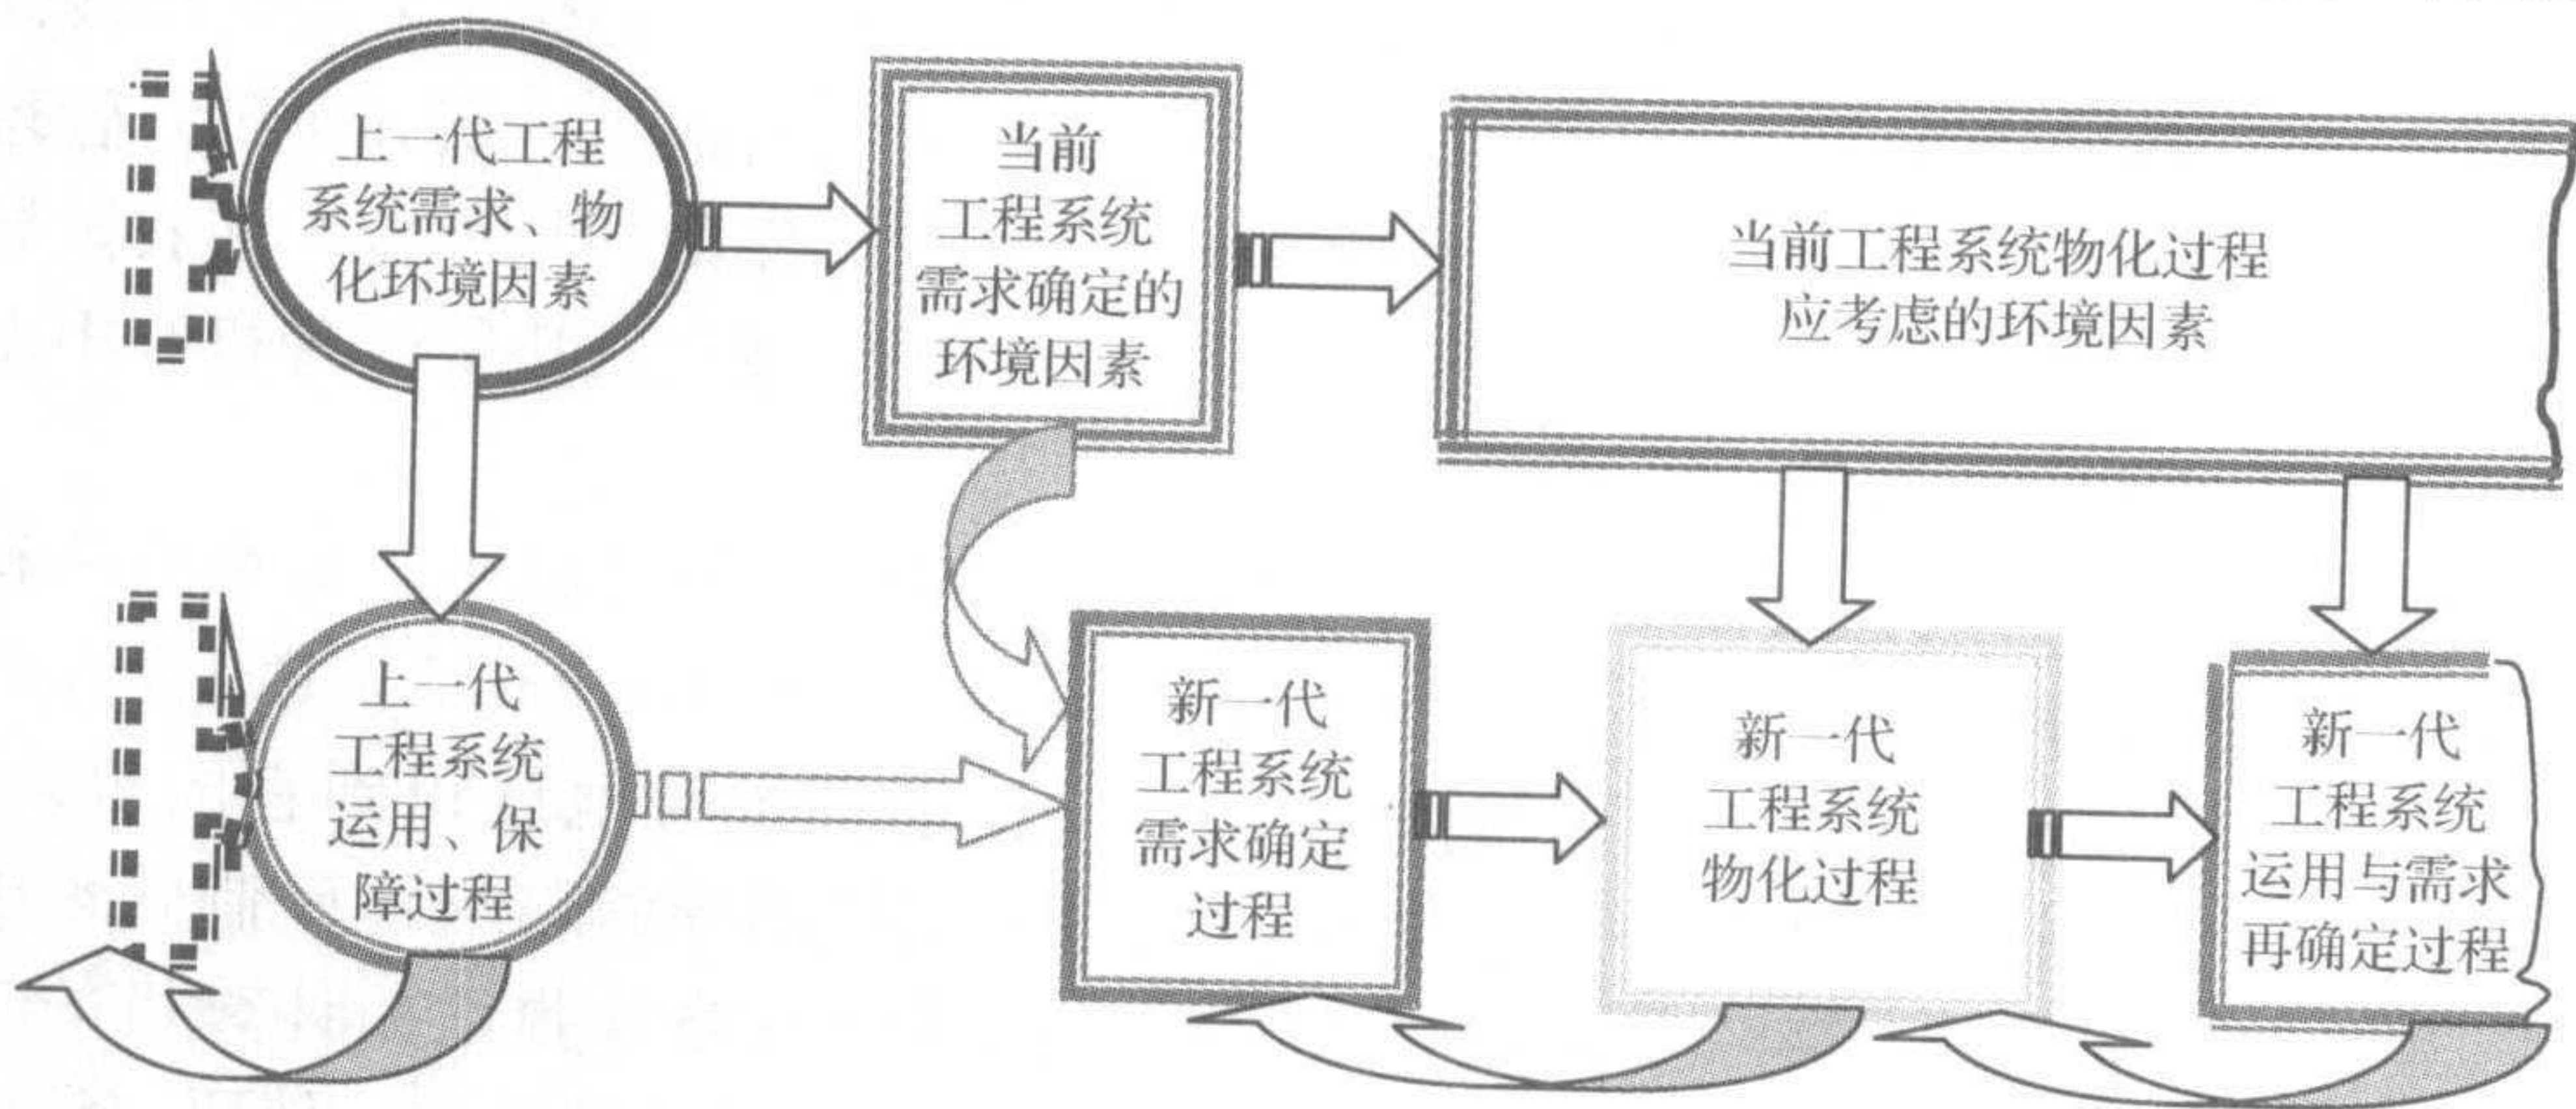 上一代工程
系统需求、物
化环境因素
当前
工程系统
需求确定的
环境因素
当前工程系统物化过程
应考虑的环境因素
上一代
工程系统
运用、保
障过程
新一代
工程系统
需求确定
过程
新一代
工程系统
物化过程
新一代
工程系统
运用与需求
再确定过程